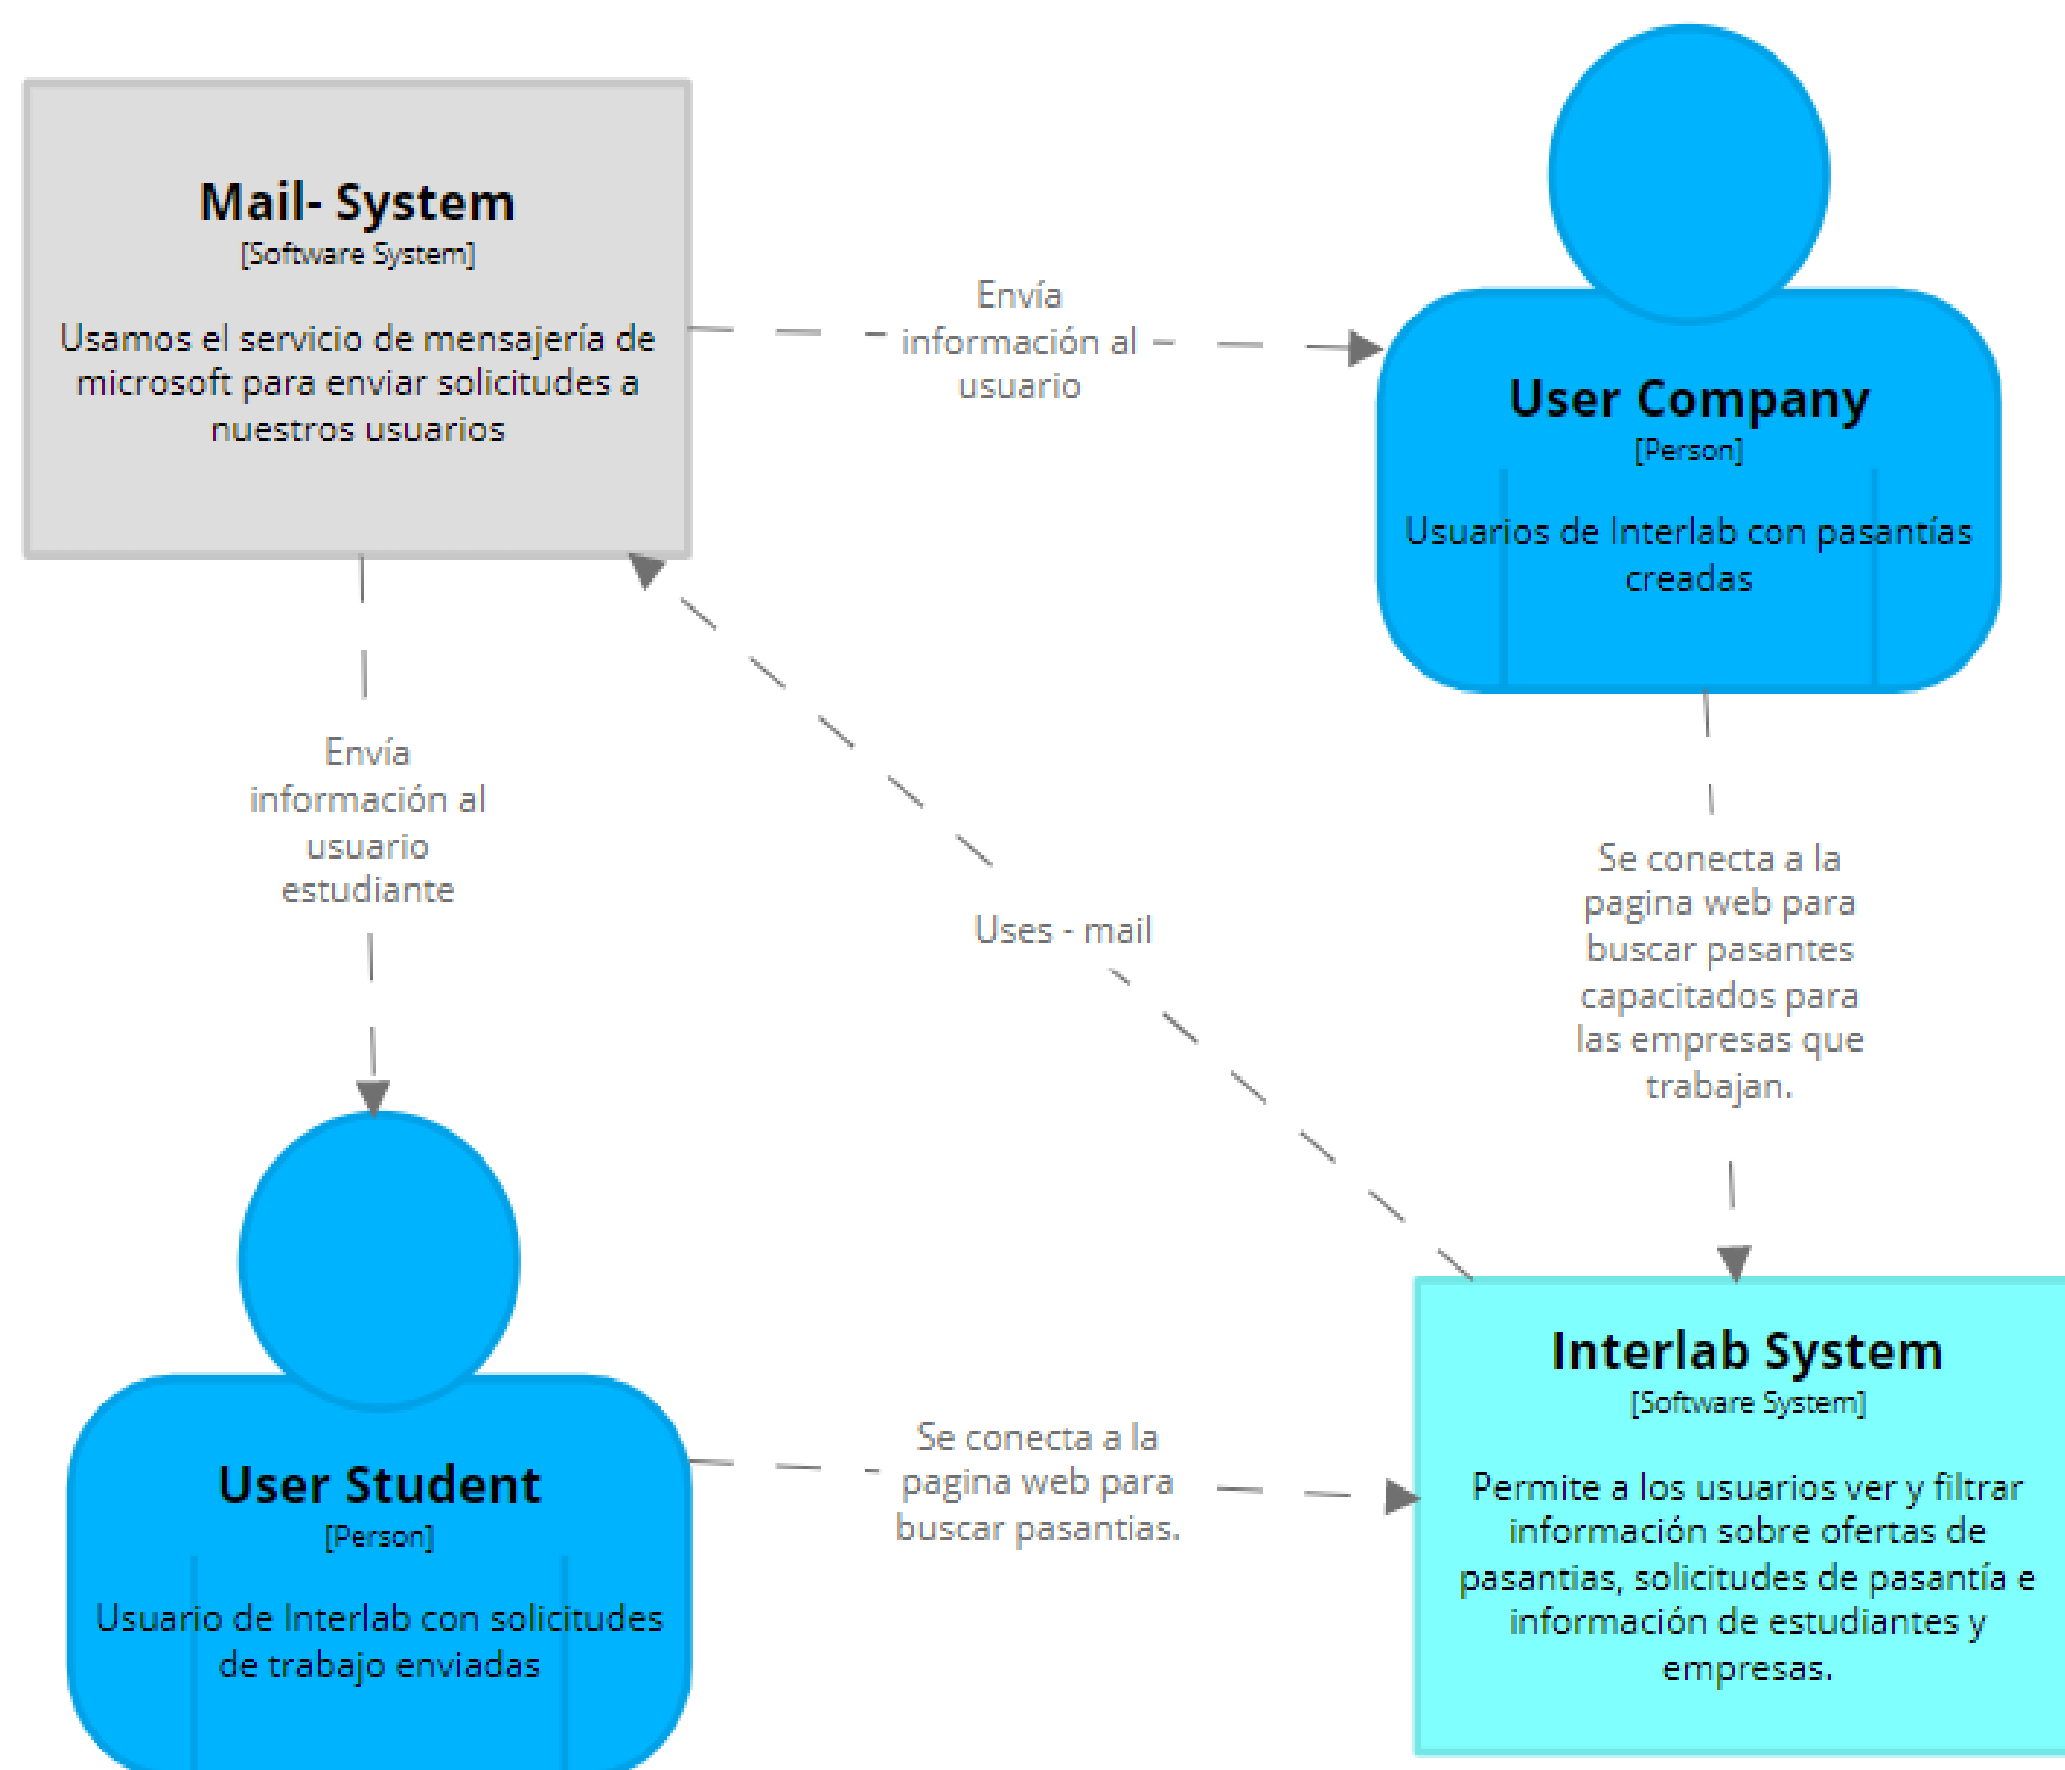 Mail- System
[Software System]
Usamos el servicio de mensajería de
microsoft para enviar solicitudes a
nuestros usuarios
Envía
información al
usuario
User Company
[Person]
Usuarios de Interlab con pasantías
creadas
Envía
información al
usuario
estudiante
Uses - mail
Se conecta a la
pagina web para
buscar pasantes
capacitados para
las empresas que
trabajan.
User Student
[Person]
Usuario de Interlab con solicitudes
de trabajo enviadas
Se conecta a la
pagina web para
buscar pasantias.
Interlab System
[Software System]
Permite a los usuarios ver y filtrar
información sobre ofertas de
pasantias, solicitudes de pasantía e
información de estudiantes y
empresas.